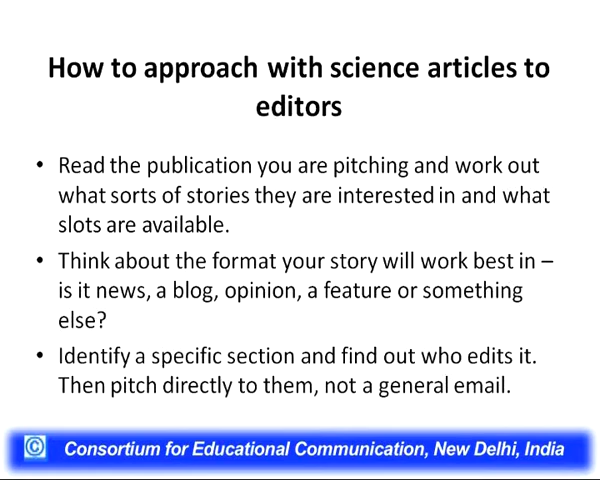 How to approach with science articles to
editors
• Read the publication you are pitching and work out
what sorts of stories they are interested in and what
slots are available.
• Think about the format your story will work best in –
is it news, a blog, opinion, a feature or something
else?
• Identify a specific section and find out who edits it.
Then pitch directly to them, not a general email.
© Consortium for Educational Communication, New Delhi, India